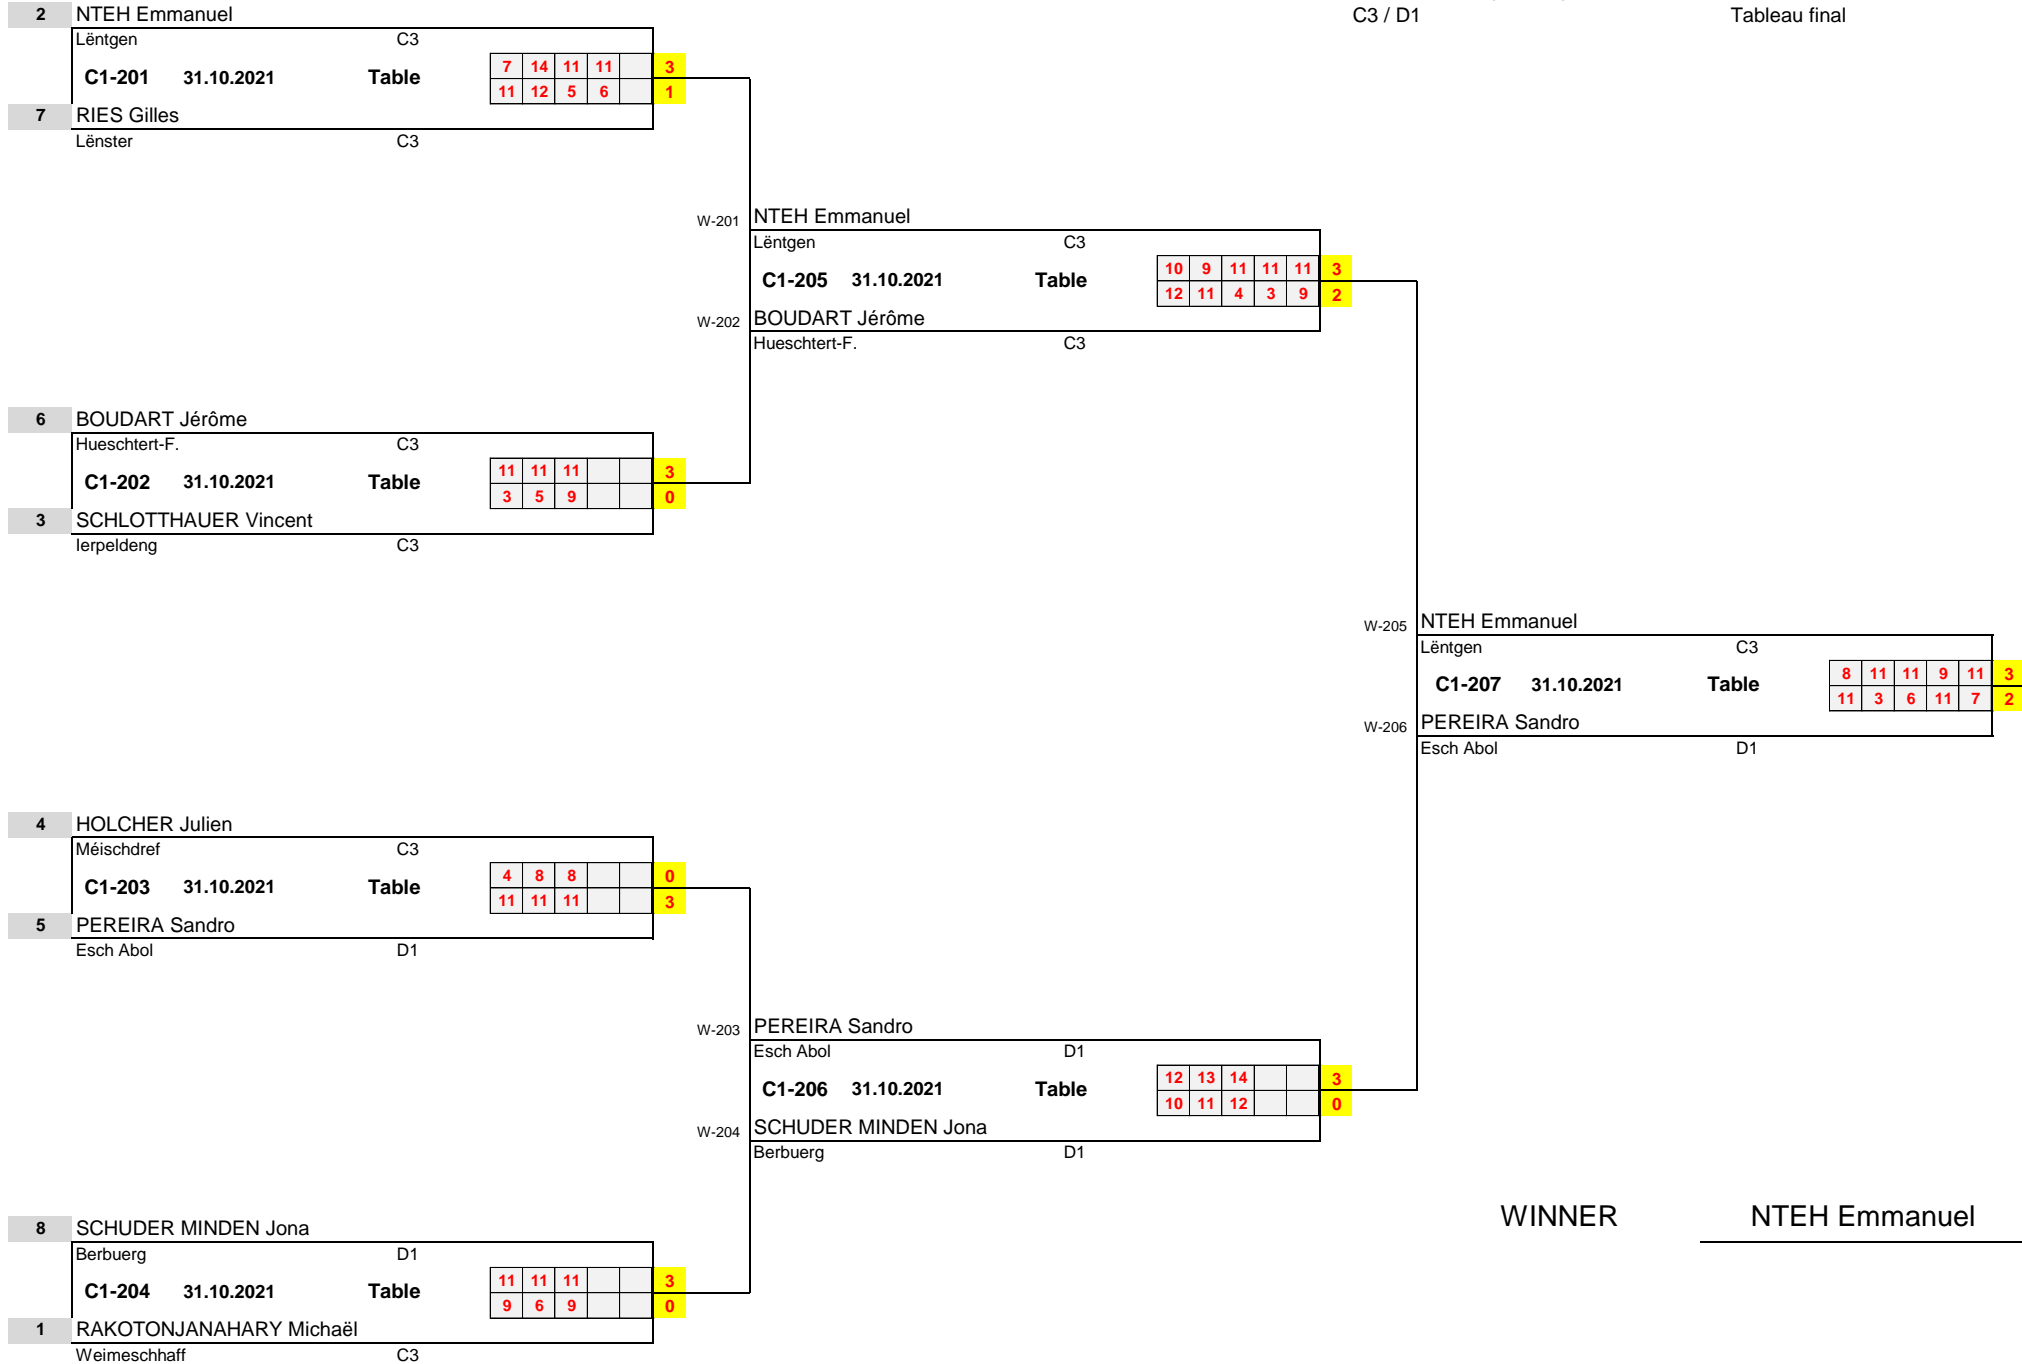 C3 / D1 Tableau final
2 NTEH Emmanuel
Lëntgen C3
7 14 11 11 3
C1-201 31.10.2021 Table
11 12 5 6 1
7 RIES Gilles
Lënster C3
W-201 NTEH Emmanuel
Lëntgen C3
10 9 11 11 11 3
C1-205 31.10.2021 Table
12 11 4 3 9 2
W-202 BOUDART Jérôme
Hueschtert-F. C3
6 BOUDART Jérôme
Hueschtert-F. C3
11 11 11 3
C1-202 31.10.2021 Table
3 5 9 0
3 SCHLOTTHAUER Vincent
Ierpeldeng C3
W-205 NTEH Emmanuel
Lëntgen C3
8 11 11 9 11 3
C1-207 31.10.2021 Table
11 3 6 11 7 2
W-206 PEREIRA Sandro
Esch Abol D1
4 HOLCHER Julien
Méischdref C3
4 8 8 0
C1-203 31.10.2021 Table
11 11 11 3
5 PEREIRA Sandro
Esch Abol D1
W-203 PEREIRA Sandro
Esch Abol D1
12 13 14 3
C1-206 31.10.2021 Table
10 11 12 0
W-204 SCHUDER MINDEN Jona
Berbuerg D1
WINNER NTEH Emmanuel
8 SCHUDER MINDEN Jona
Berbuerg D1
11 11 11 3
C1-204 31.10.2021 Table
9 6 9 0
1 RAKOTONJANAHARY Michaël
Weimeschhaff C3